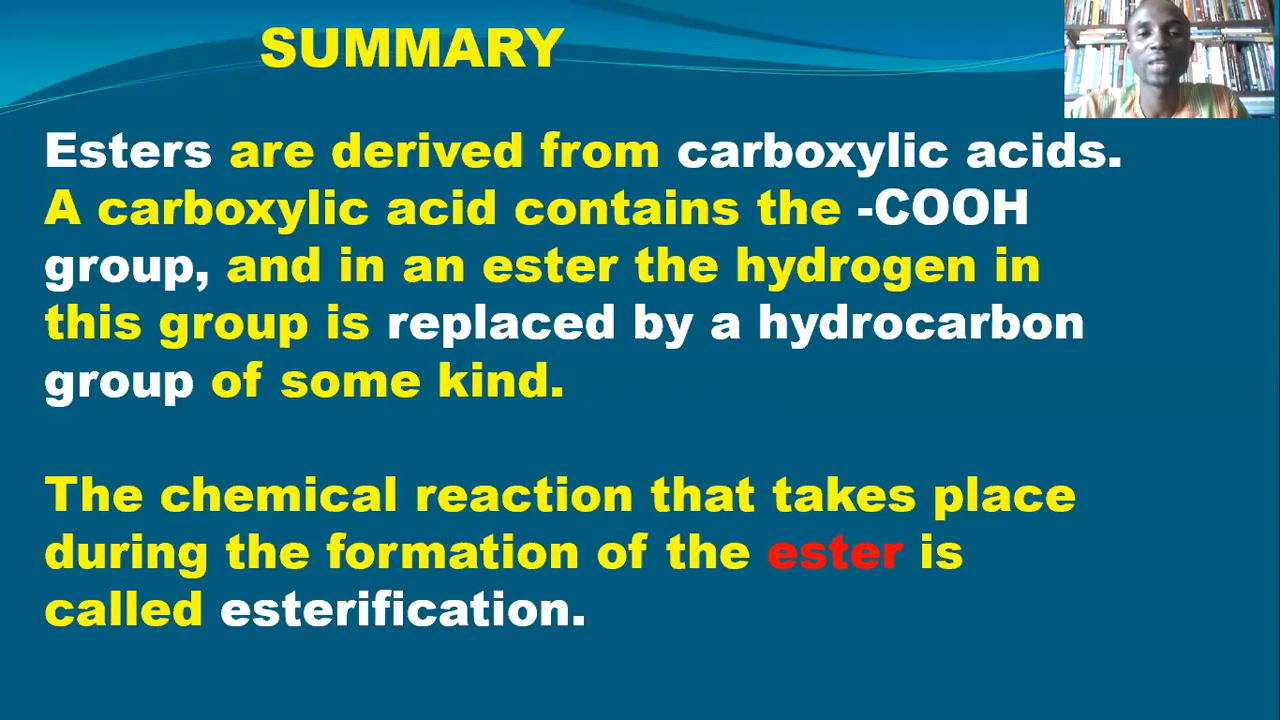 SUMMARY
Esters are derived from carboxylic acids.
A carboxylic acid contains the -COOH
group, and in an ester the hydrogen in
this group is replaced by a hydrocarbon
group of some kind.
The chemical reaction that takes place
during the formation of the ester is
called esterification.